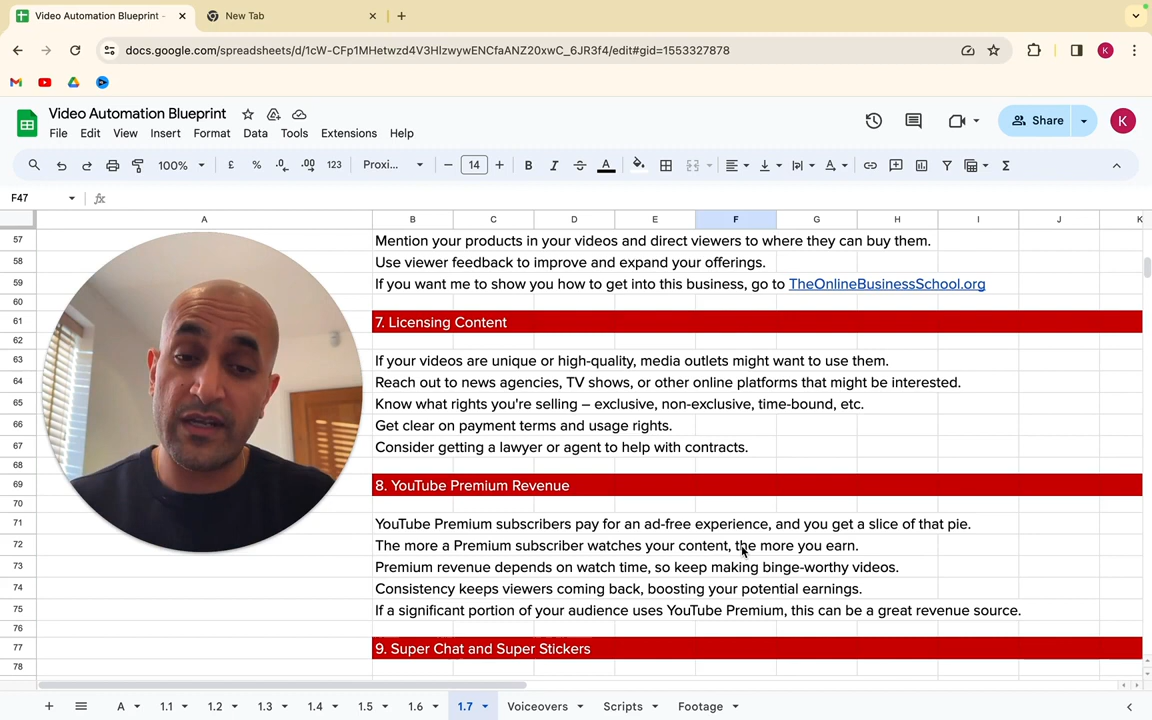 Video Automation Blueprint -
New Tab
docs.google.com/spreadsheets/d/1cW-CFp1MHetwzd4V3HIzwywENCfaANZ20xwC_6JR3f4/edit#gid=1553327878
K
Video Automation Blueprint
File Edit View Insert Format Data Tools Extensions Help
Share
K
100% £ % .0 .00 123 Proxi... 14 B I A A
F47 fx
A B C D E F G H I J K
57 Mention your products in your videos and direct viewers to where they can buy them.
58 Use viewer feedback to improve and expand your offerings.
59 If you want me to show you how to get into this business, go to TheOnlineBusinessSchool.org
60
61 7. Licensing Content
62
63 If your videos are unique or high-quality, media outlets might want to use them.
64 Reach out to news agencies, TV shows, or other online platforms that might be interested.
65 Know what rights you're selling – exclusive, non-exclusive, time-bound, etc.
66 Get clear on payment terms and usage rights.
67 Consider getting a lawyer or agent to help with contracts.
68
69 8. YouTube Premium Revenue
70
71 YouTube Premium subscribers pay for an ad-free experience, and you get a slice of that pie.
72 The more a Premium subscriber watches your content, the more you earn.
73 Premium revenue depends on watch time, so keep making binge-worthy videos.
74 Consistency keeps viewers coming back, boosting your potential earnings.
75 If a significant portion of your audience uses YouTube Premium, this can be a great revenue source.
76
77 9. Super Chat and Super Stickers
78
A 1.1 1.2 1.3 1.4 1.5 1.6 1.7 Voiceovers Scripts Footage